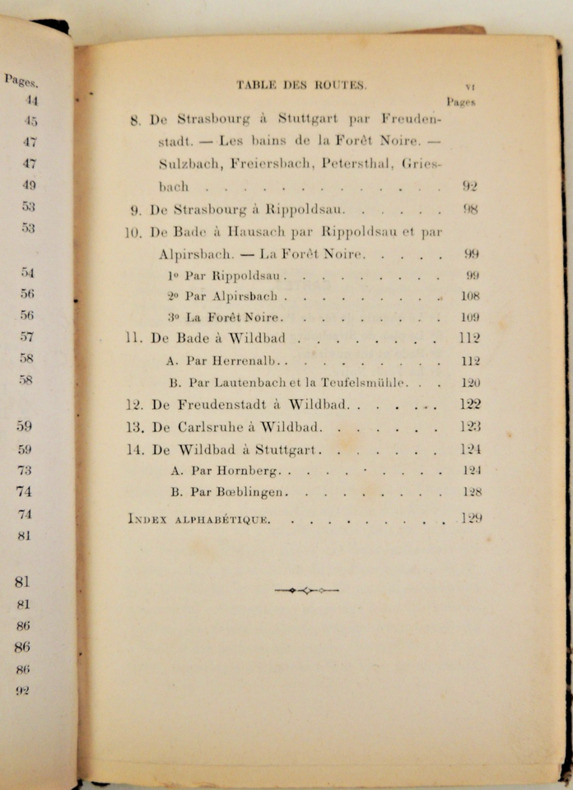 Pages.
44
45
47
47
49
53
53
54
56
56
57
58
58
59
59
73
74
74
81
81
81
86
86
86
92
TABLE DES ROUTES. VI
Pages
8. De Strasbourg à Stuttgart par Freuden-
stadt. — Les bains de la Forêt Noire. —
Sulzbach, Freiersbach, Petersthal, Gries-
bach . . . . . . . . . . . . . 92
9. De Strasbourg à Rippoldsau. . . . . . 98
10. De Bade à Hausach par Rippoldsau et par
Alpirsbach. — La Forêt Noire. . . . . 99
1º Par Rippoldsau . . . . . . . . 99
2º Par Alpirsbach . . . . . . . . 108
3º La Forêt Noire. . . . . . . . 109
11. De Bade à Wildbad . . . . . . . 112
A. Par Herrenalb. . . . . . . . . 112
B. Par Lautenbach et la Teufelsmühle. . . 120
12. De Freudenstadt à Wildbad. . . . . . 122
13. De Carlsruhe à Wildbad. . . . . . . 123
14. De Wildbad à Stuttgart. . . . . . . 124
A. Par Hornberg. . . . . . . . . 124
B. Par Bœblingen. . . . . . . . . 128
INDEX ALPHABÉTIQUE. . . . . . . . . . 129